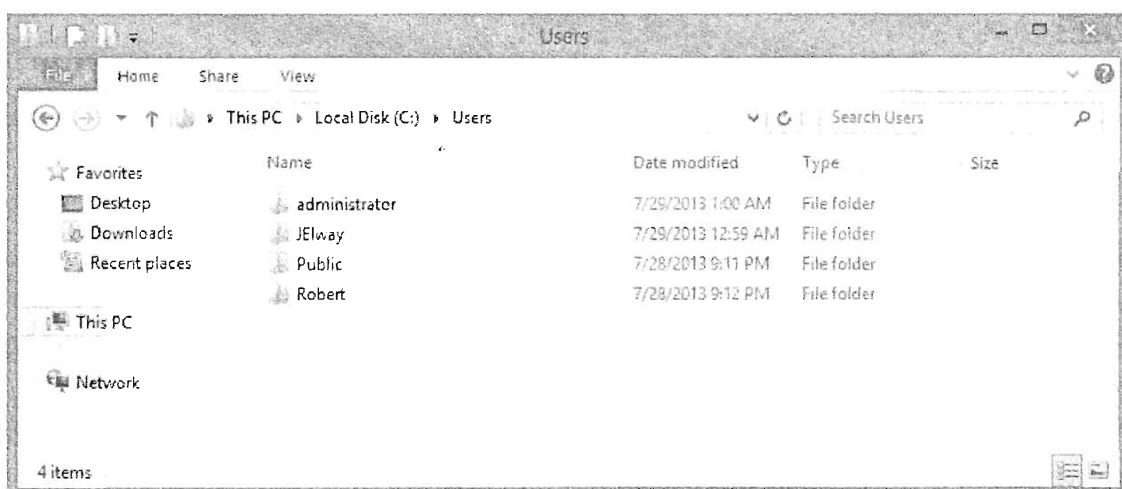 Users
File Home Share View
This PC Local Disk (C:) Users Search Users
Name Date modified Type Size
Favorites
Desktop
Downloads
Recent places
This PC
Network
administrator 7/29/2013 1:00 AM File folder
JElway 7/29/2013 12:59 AM File folder
Public 7/28/2013 9:11 PM File folder
Robert 7/28/2013 9:12 PM File folder
4 items